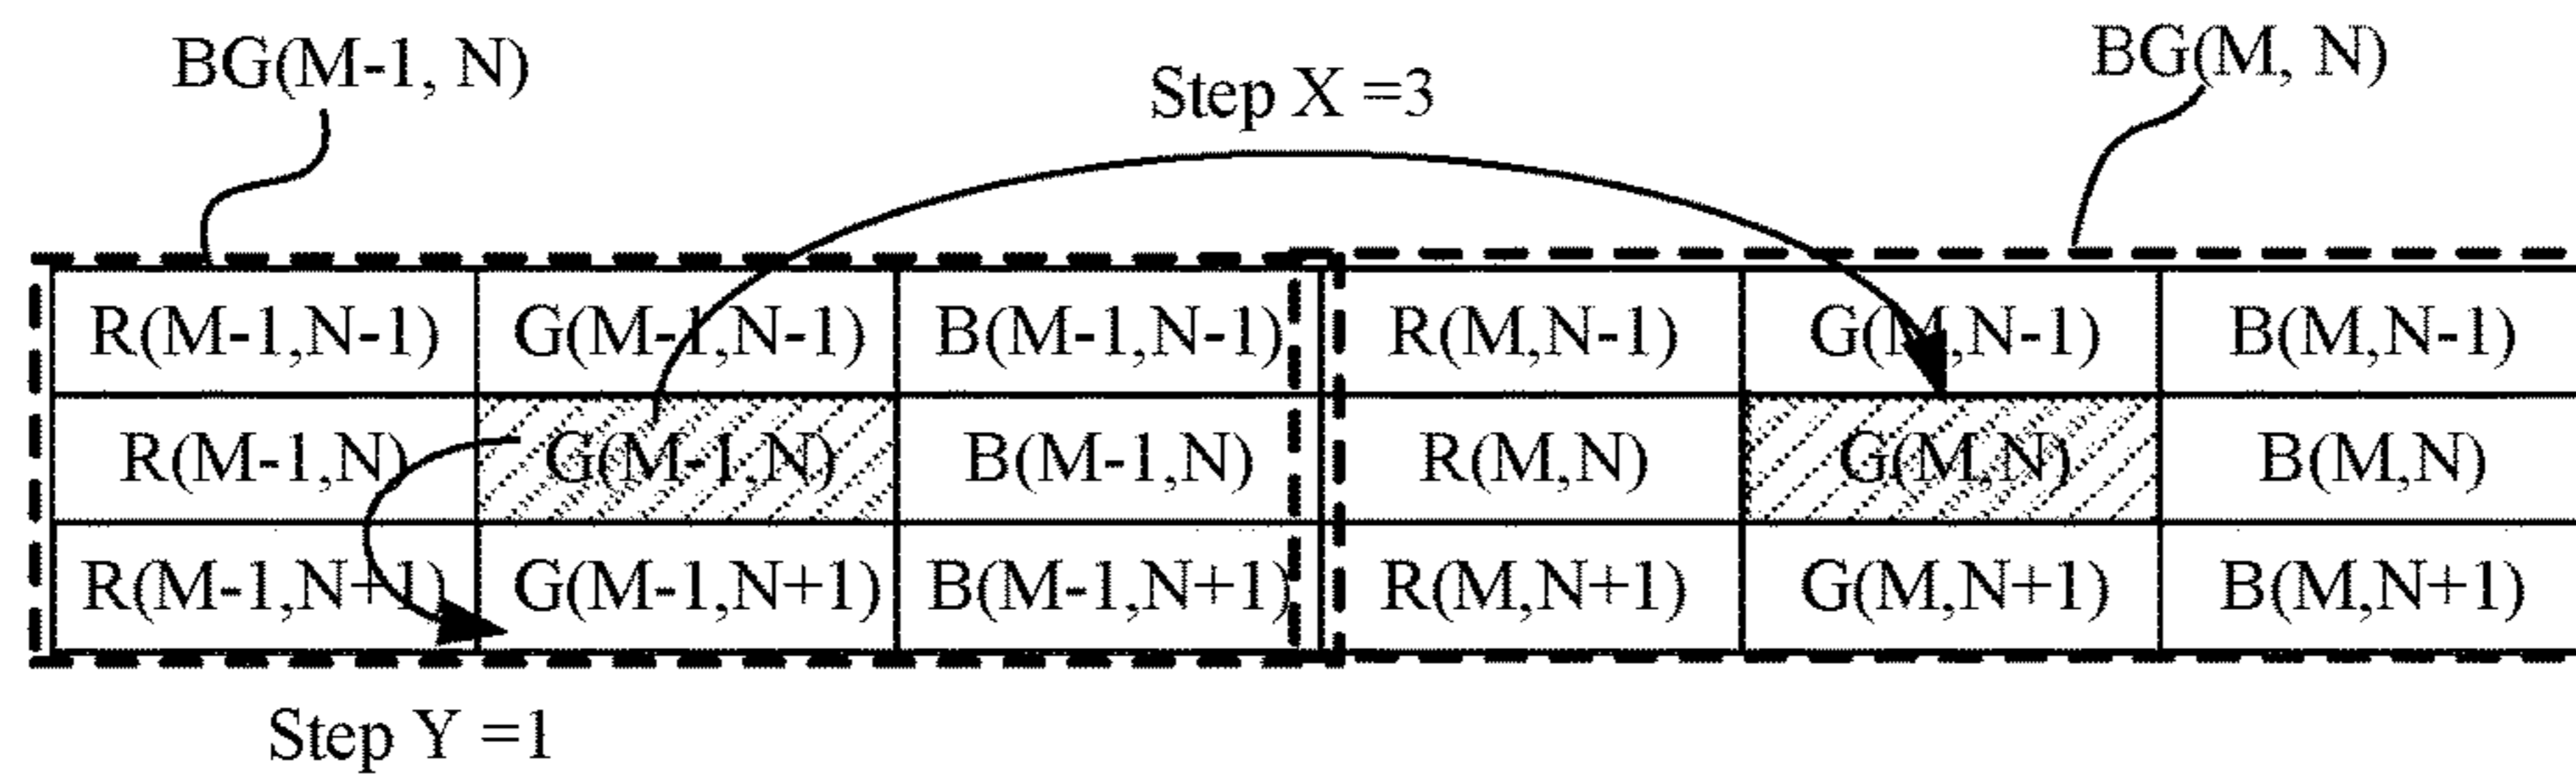 BG(M-1, N)
BG(M, N)
Step X =3
R(M-1,N-1) G(M-1,N-1) B(M-1,N-1) R(M,N-1) G(M,N-1) B(M,N-1)
R(M-1,N) G(M-1,N) B(M-1,N) R(M,N) G(M,N) B(M,N)
R(M-1,N+1) G(M-1,N+1) B(M-1,N+1) R(M,N+1) G(M,N+1) B(M,N+1)
Step Y =1